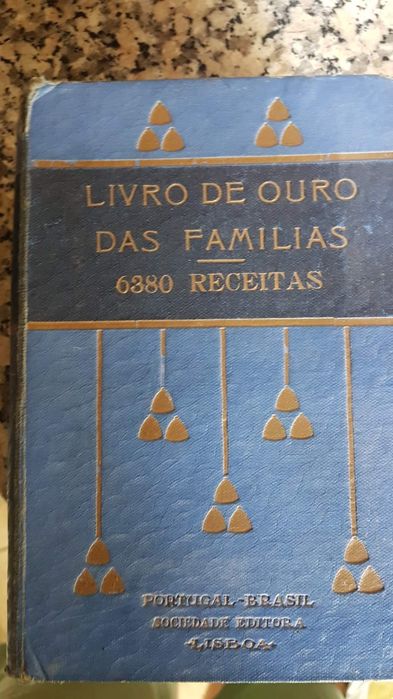 LIVRO DE OURO
DAS FAMILIAS
6380 RECEITAS
PORTUGAL-BRASIL
SOCIEDADE EDITORA
LISBOA